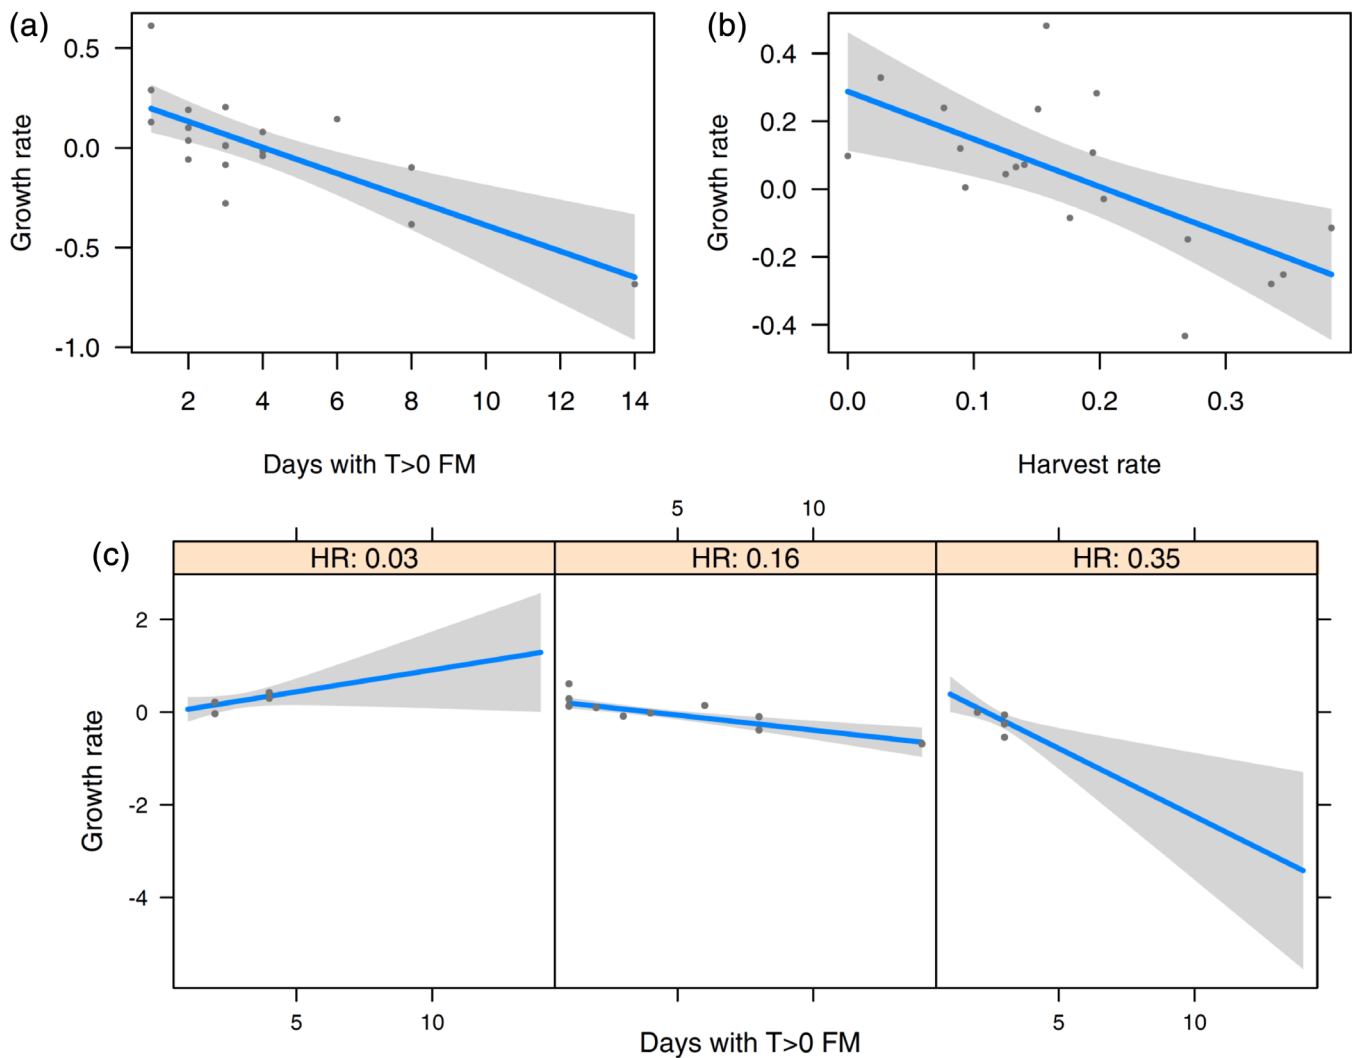 (a)
0.5
0.0
-0.5
-1.0
Growth rate
2 4 6 8 10 12 14
Days with T>0 FM
(b)
0.4
0.2
0.0
-0.2
-0.4
Growth rate
0.0 0.1 0.2 0.3
Harvest rate
(c)
5 10
HR: 0.03 HR: 0.16 HR: 0.35
2
0
-2
-4
Growth rate
5 10 5 10
Days with T>0 FM